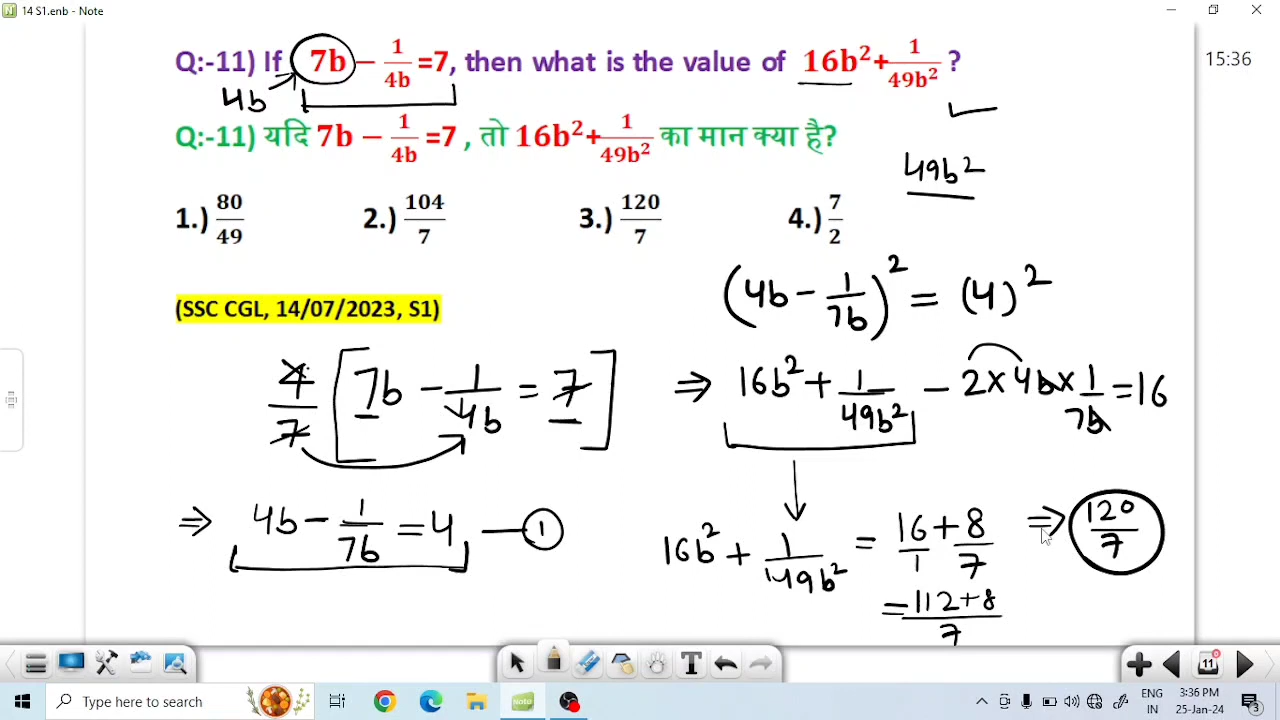 14 S1.enb - Note
Q:-11) If 7b − 1/4b =7, then what is the value of 16b²+ 1/49b² ?
15:36
4b
Q:-11) यदि 7b − 1/4b =7 , तो 16b²+ 1/49b² का मान क्या है?
49b²
1.) 80/49 2.) 104/7 3.) 120/7 4.) 7/2
(4b − 1/7b)² = (4)²
(SSC CGL, 14/07/2023, S1)
4/7 [7b − 1/4b = 7]
⇒ 16b² + 1/49b² − 2 × 4b × 1/7b = 16
⇒ 4b − 1/7b = 4 — 1
16b² + 1/49b² = 16/1 + 8/7 ⇒ 120/7
= 112+8/7
T
11
Type here to search
Note
ENG
IN
3:36 PM
25-Jan-24
3